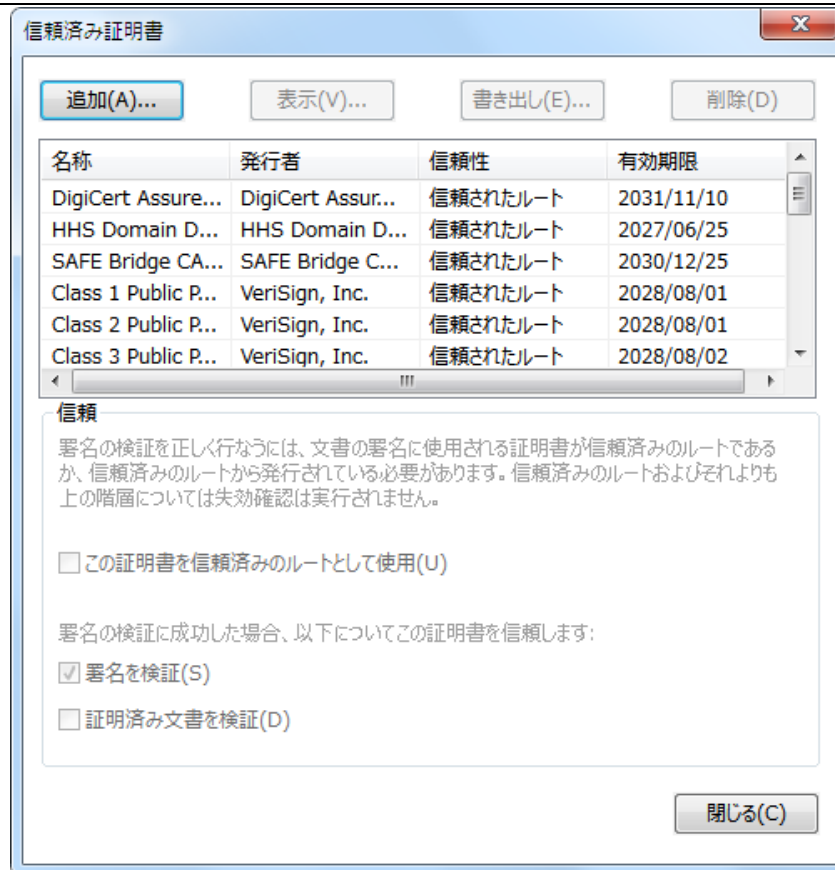 信頼済み証明書
追加(A)... 表示(V)... 書き出し(E)... 削除(D)
名称 発行者 信頼性 有効期限
DigiCert Assure... DigiCert Assur... 信頼されたルート 2031/11/10
HHS Domain D... HHS Domain D... 信頼されたルート 2027/06/25
SAFE Bridge CA... SAFE Bridge C... 信頼されたルート 2030/12/25
Class 1 Public P... VeriSign, Inc. 信頼されたルート 2028/08/01
Class 2 Public P... VeriSign, Inc. 信頼されたルート 2028/08/01
Class 3 Public P... VeriSign, Inc. 信頼されたルート 2028/08/02
信頼
署名の検証を正しく行なうには、文書の署名に使用される証明書が信頼済みのルートである
か、信頼済みのルートから発行されている必要があります。信頼済みのルートおよびそれよりも
上の階層については失効確認は実行されません。
この証明書を信頼済みのルートとして使用(U)
署名の検証に成功した場合、以下についてこの証明書を信頼します:
署名を検証(S)
証明済み文書を検証(D)
閉じる(C)